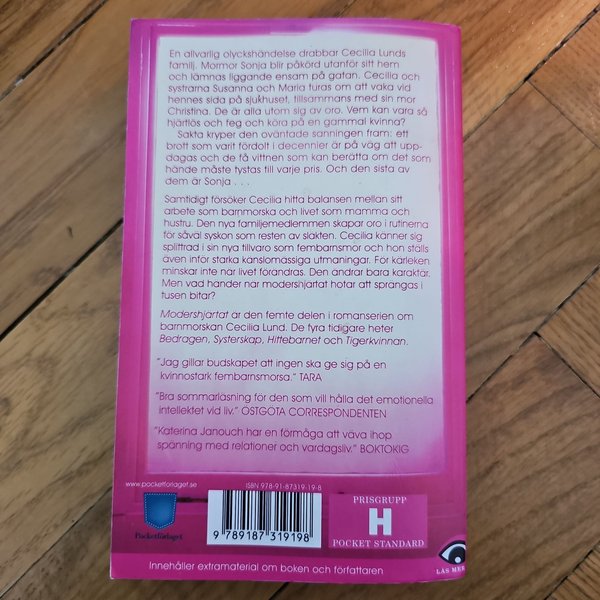 En allvarlig olyckshändelse drabbar Cecilia Lunds
familj. Mormor Sonja blir påkörd utanför sitt hem
och lämnas liggande ensam på gatan. Cecilia och
systrarna Susanna och Maria turas om att vaka vid
hennes sida på sjukhuset, tillsammans med sin mor
Christina. De är alla utom sig av oro. Vem kan vara så
hjärtlös och feg och köra på en gammal kvinna?
Sakta kryper den oväntade sanningen fram: ett
brott som varit fördolt i decennier är på väg att upp-
dagas och de få vittnen som kan berätta om det som
hände måste tystas till varje pris. Och den sista av
dem är Sonja . . .
Samtidigt försöker Cecilia hitta balansen mellan sitt
arbete som barnmorska och livet som mamma och
hustru. Den nya familjemedlemmen skapar oro i rutinerna
för såväl syskon som resten av släkten. Cecilia känner sig
splittrad i sin nya tillvaro som fembarnsmor och hon ställs
även inför starka känslomässiga utmaningar. För kärleken
minskar inte när livet förändras. Den ändrar bara karaktär.
Men vad händer när modershjärtat hotar att sprängas i
tusen bitar?
Modershjärtat är den femte delen i romanserien om
barnmorskan Cecilia Lund. De fyra tidigare heter
Bedragen, Systerskap, Hittebarnet och Tigerkvinnan.
"Jag gillar budskapet att ingen ska ge sig på en
kvinnostark fembarnsmorsa." TARA
"Bra sommarläsning för den som vill hålla det emotionella
intellektet vid liv." ÖSTGÖTA CORRESPONDENTEN
"Katerina Janouch har en förmåga att väva ihop
spänning med relationer och vardagsliv." BOKTOKIG
www.pocketforlaget.se
ISBN 978-91-87319-19-8
Pocketförlaget
9 789187 319198
PRISGRUPP
H
POCKET STANDARD
LÄS MER
Innehåller extramaterial om boken och författaren